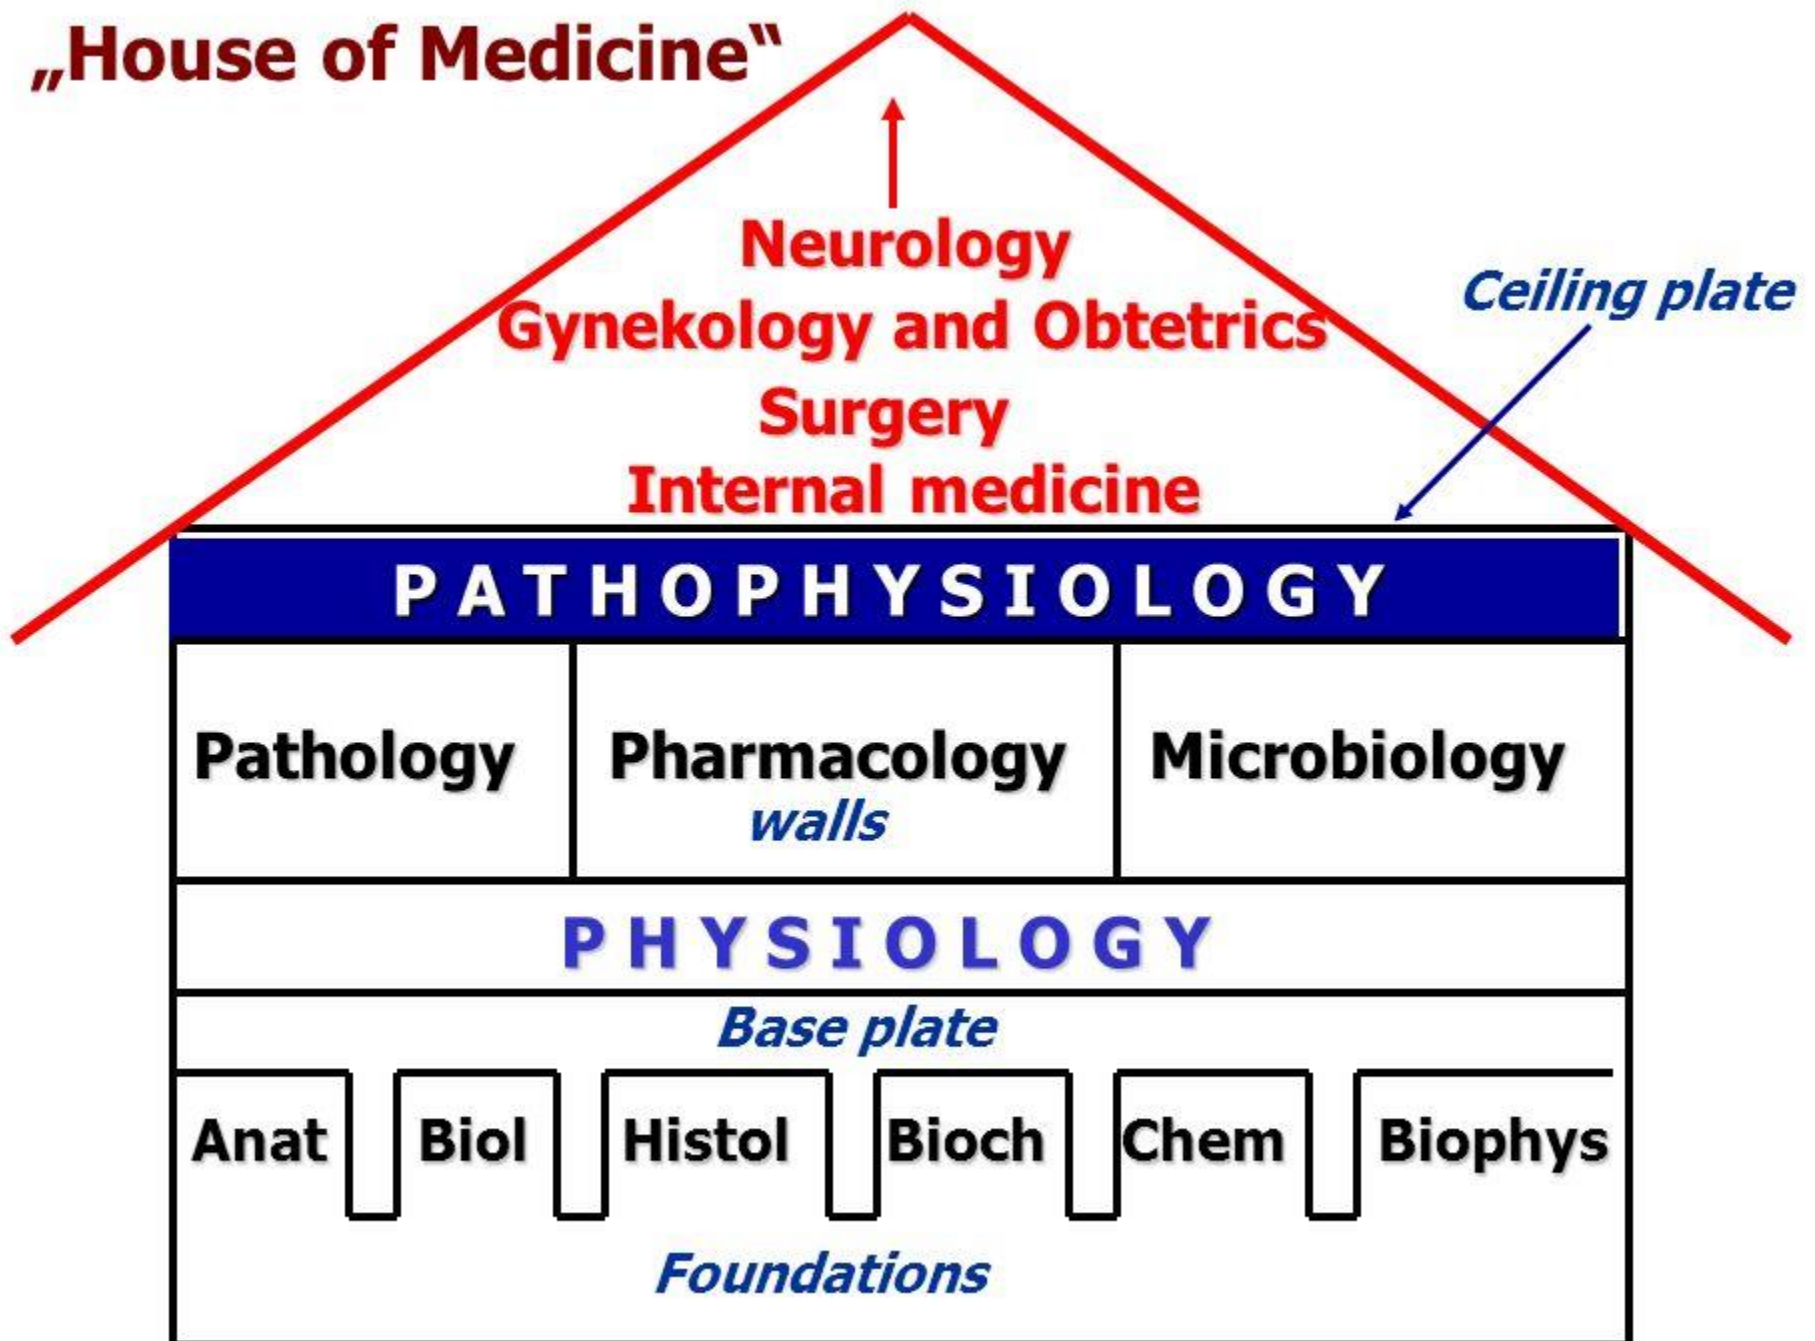 „House of Medicine“
Neurology
Gynekology and Obtetrics
Ceiling plate
Surgery
Internal medicine
PATHOPHYSIOLOGY
Pathology Pharmacology Microbiology
walls
PHYSIOLOGY
Base plate
Anat Biol Histol Bioch Chem Biophys
Foundations